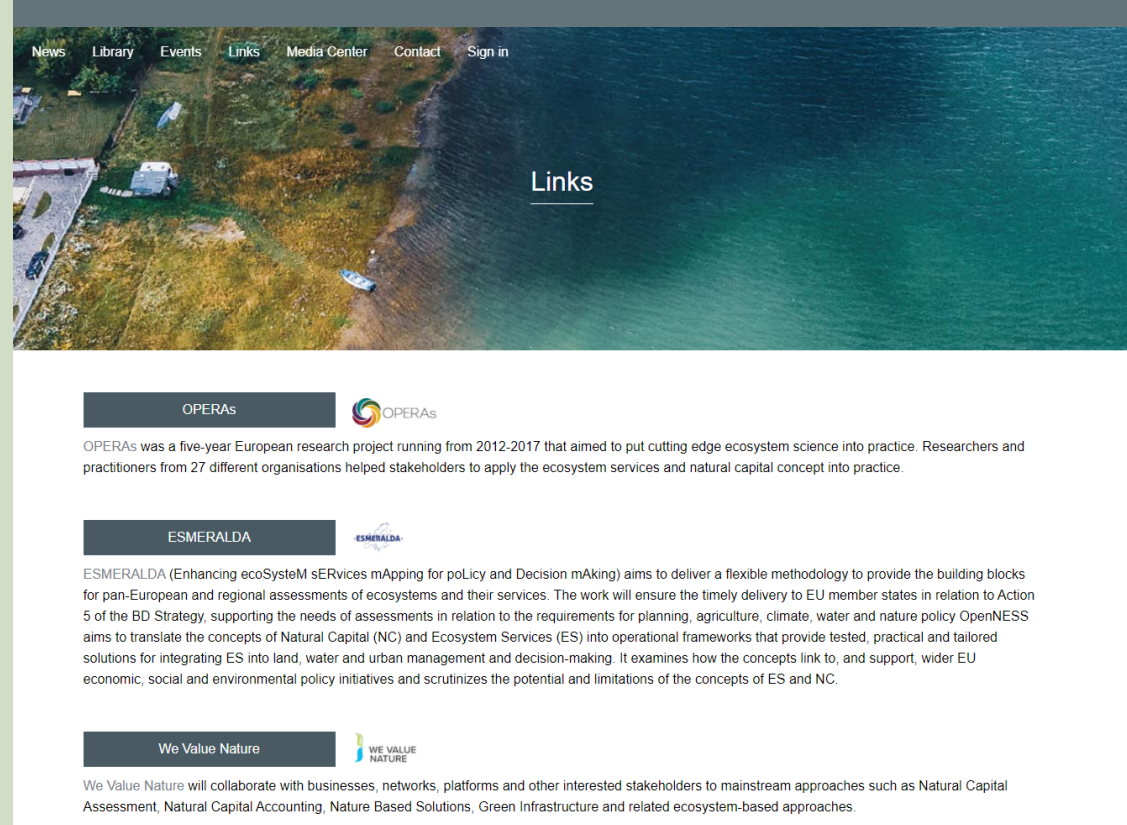 News Library Events Links Media Center Contact Sign in
Links
OPERAs
OPERAs
OPERAs was a five-year European research project running from 2012-2017 that aimed to put cutting edge ecosystem science into practice. Researchers and
practitioners from 27 different organisations helped stakeholders to apply the ecosystem services and natural capital concept into practice.
ESMERALDA
ESMERALDA
ESMERALDA (Enhancing ecoSysteM sERvices mApping for poLicy and Decision mAking) aims to deliver a flexible methodology to provide the building blocks
for pan-European and regional assessments of ecosystems and their services. The work will ensure the timely delivery to EU member states in relation to Action
5 of the BD Strategy, supporting the needs of assessments in relation to the requirements for planning, agriculture, climate, water and nature policy OpenNESS
aims to translate the concepts of Natural Capital (NC) and Ecosystem Services (ES) into operational frameworks that provide tested, practical and tailored
solutions for integrating ES into land, water and urban management and decision-making. It examines how the concepts link to, and support, wider EU
economic, social and environmental policy initiatives and scrutinizes the potential and limitations of the concepts of ES and NC.
We Value Nature
WE VALUE
NATURE
We Value Nature will collaborate with businesses, networks, platforms and other interested stakeholders to mainstream approaches such as Natural Capital
Assessment, Natural Capital Accounting, Nature Based Solutions, Green Infrastructure and related ecosystem-based approaches.